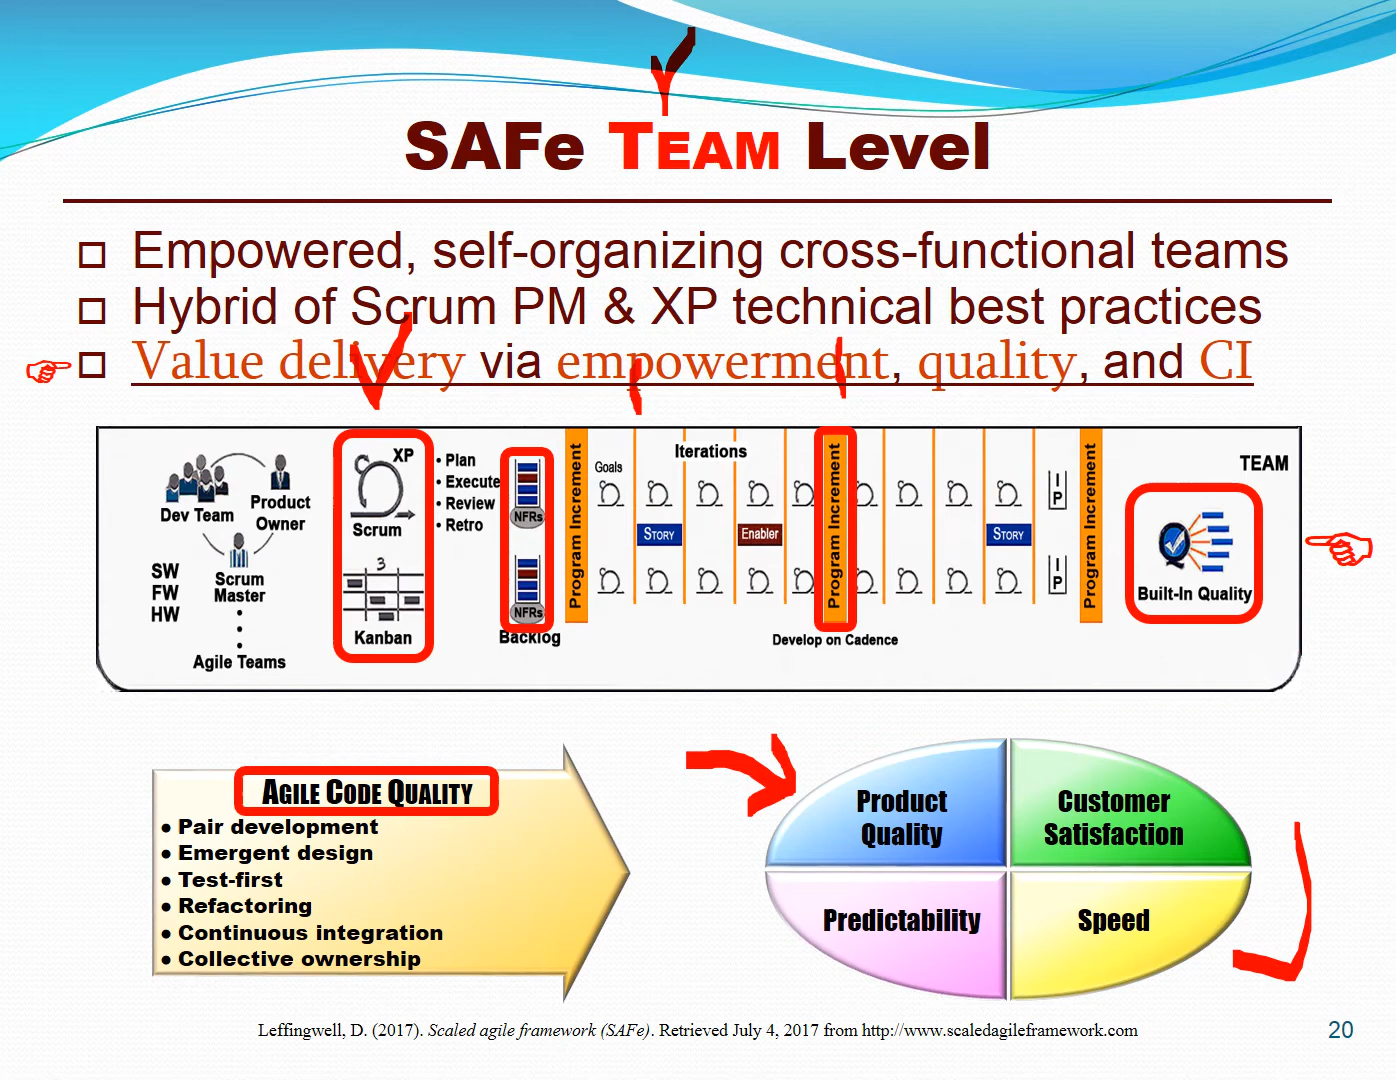 SAFe TEAM Level
Empowered, self-organizing cross-functional teams
Hybrid of Scrum PM & XP technical best practices
Value delivery via empowerment, quality, and CI
Dev Team
Product
Owner
Scrum
Master
SW
FW
HW
Agile Teams
XP
Scrum
3
Kanban
• Plan
• Execute
• Review
• Retro
NFRs
NFRs
Backlog
Program Increment
Goals
Iterations
STORY
Enabler
Program Increment
Develop on Cadence
STORY
I
P
I
P
Program Increment
TEAM
Built-In Quality
AGILE CODE QUALITY
• Pair development
• Emergent design
• Test-first
• Refactoring
• Continuous integration
• Collective ownership
Product
Quality
Customer
Satisfaction
Predictability
Speed
Leffingwell, D. (2017). Scaled agile framework (SAFe). Retrieved July 4, 2017 from http://www.scaledagileframework.com
20